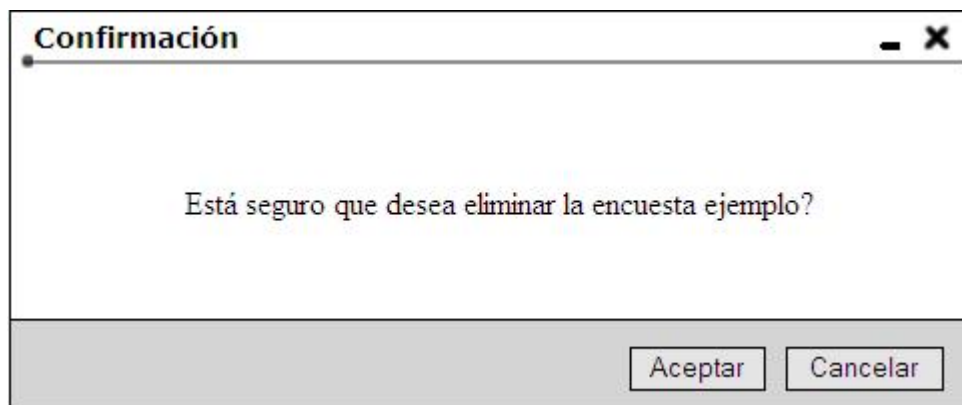 Confirmación
Está seguro que desea eliminar la encuesta ejemplo?
Aceptar Cancelar